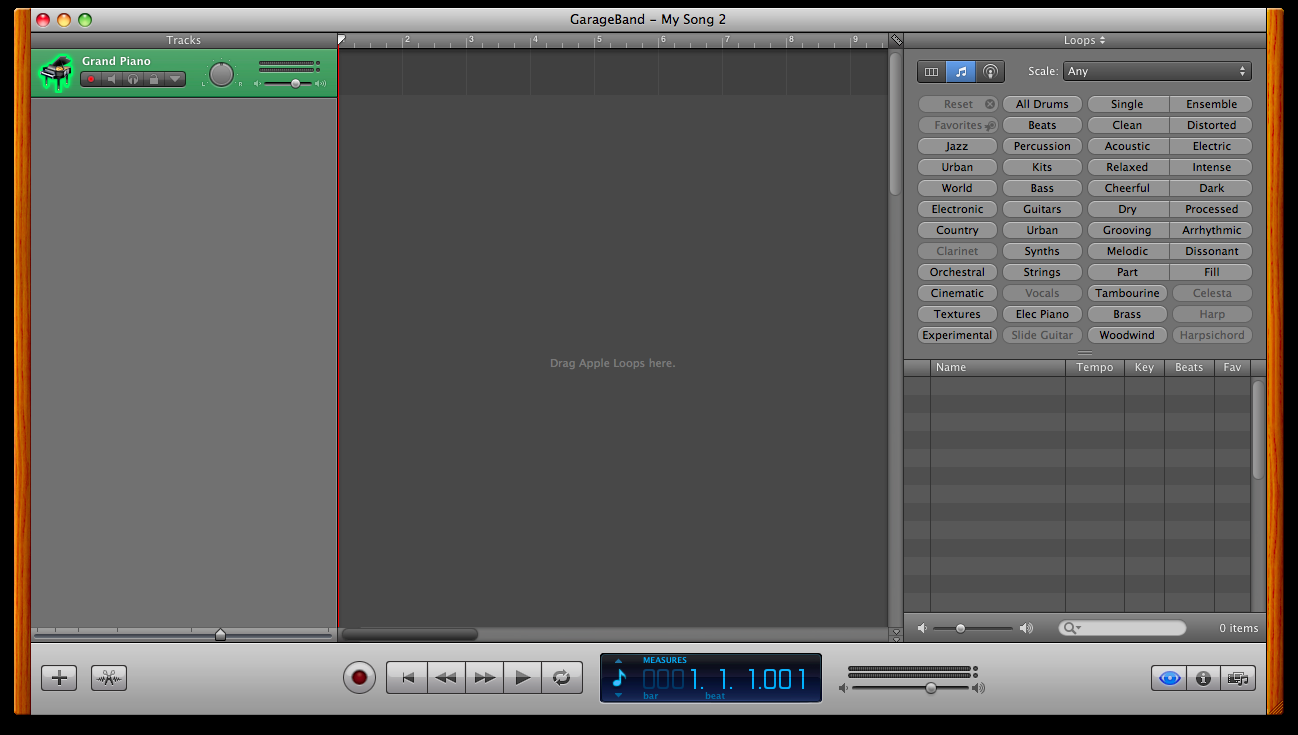 GarageBand – My Song 2
Tracks
2 3 4 5 6 7 8 9
Loops
Grand Piano
L R
Scale: Any
Reset All Drums Single Ensemble
Favorites Beats Clean Distorted
Jazz Percussion Acoustic Electric
Urban Kits Relaxed Intense
World Bass Cheerful Dark
Electronic Guitars Dry Processed
Country Urban Grooving Arrhythmic
Clarinet Synths Melodic Dissonant
Orchestral Strings Part Fill
Cinematic Vocals Tambourine Celesta
Textures Elec Piano Brass Harp
Experimental Slide Guitar Woodwind Harpsichord
Drag Apple Loops here.
Name Tempo Key Beats Fav
0 items
MEASURES
0001. 1. 1.001
bar beat